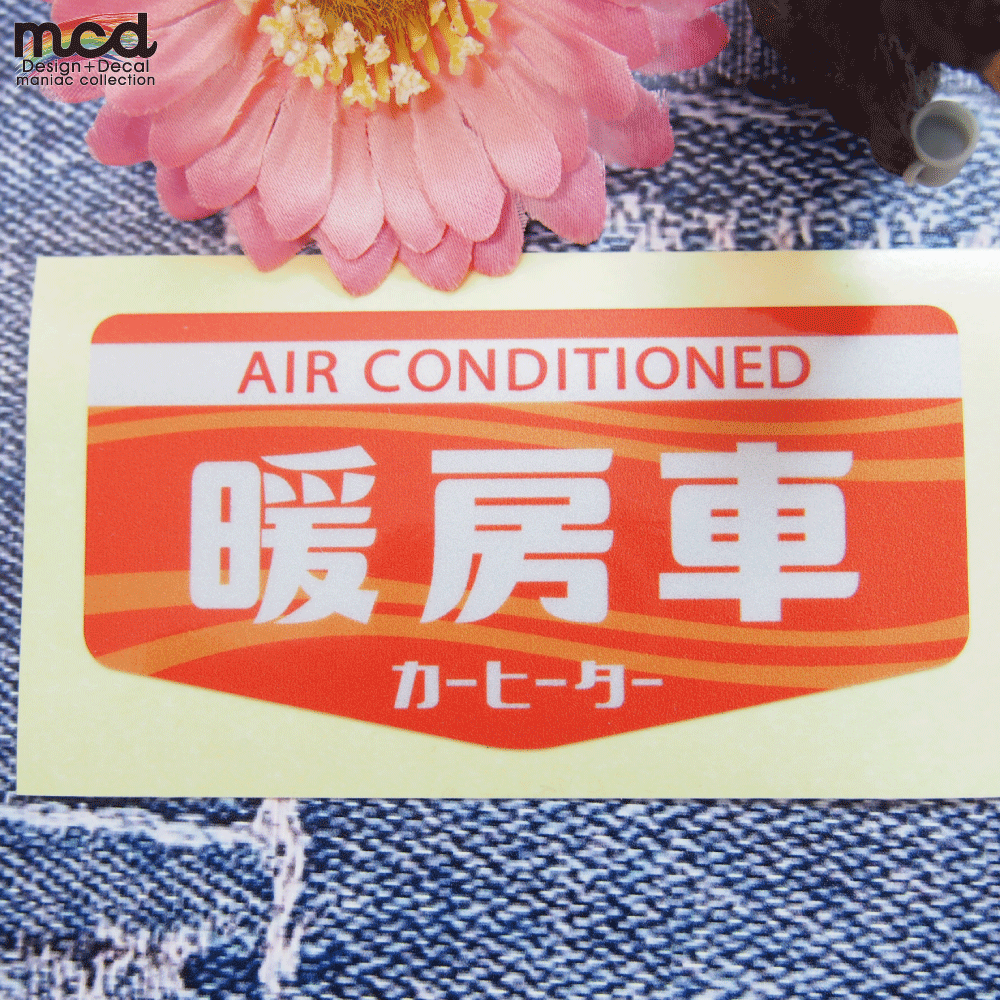 mcd
Design+Decal
maniac collection
AIR CONDITIONED
暖房車
カーヒーター